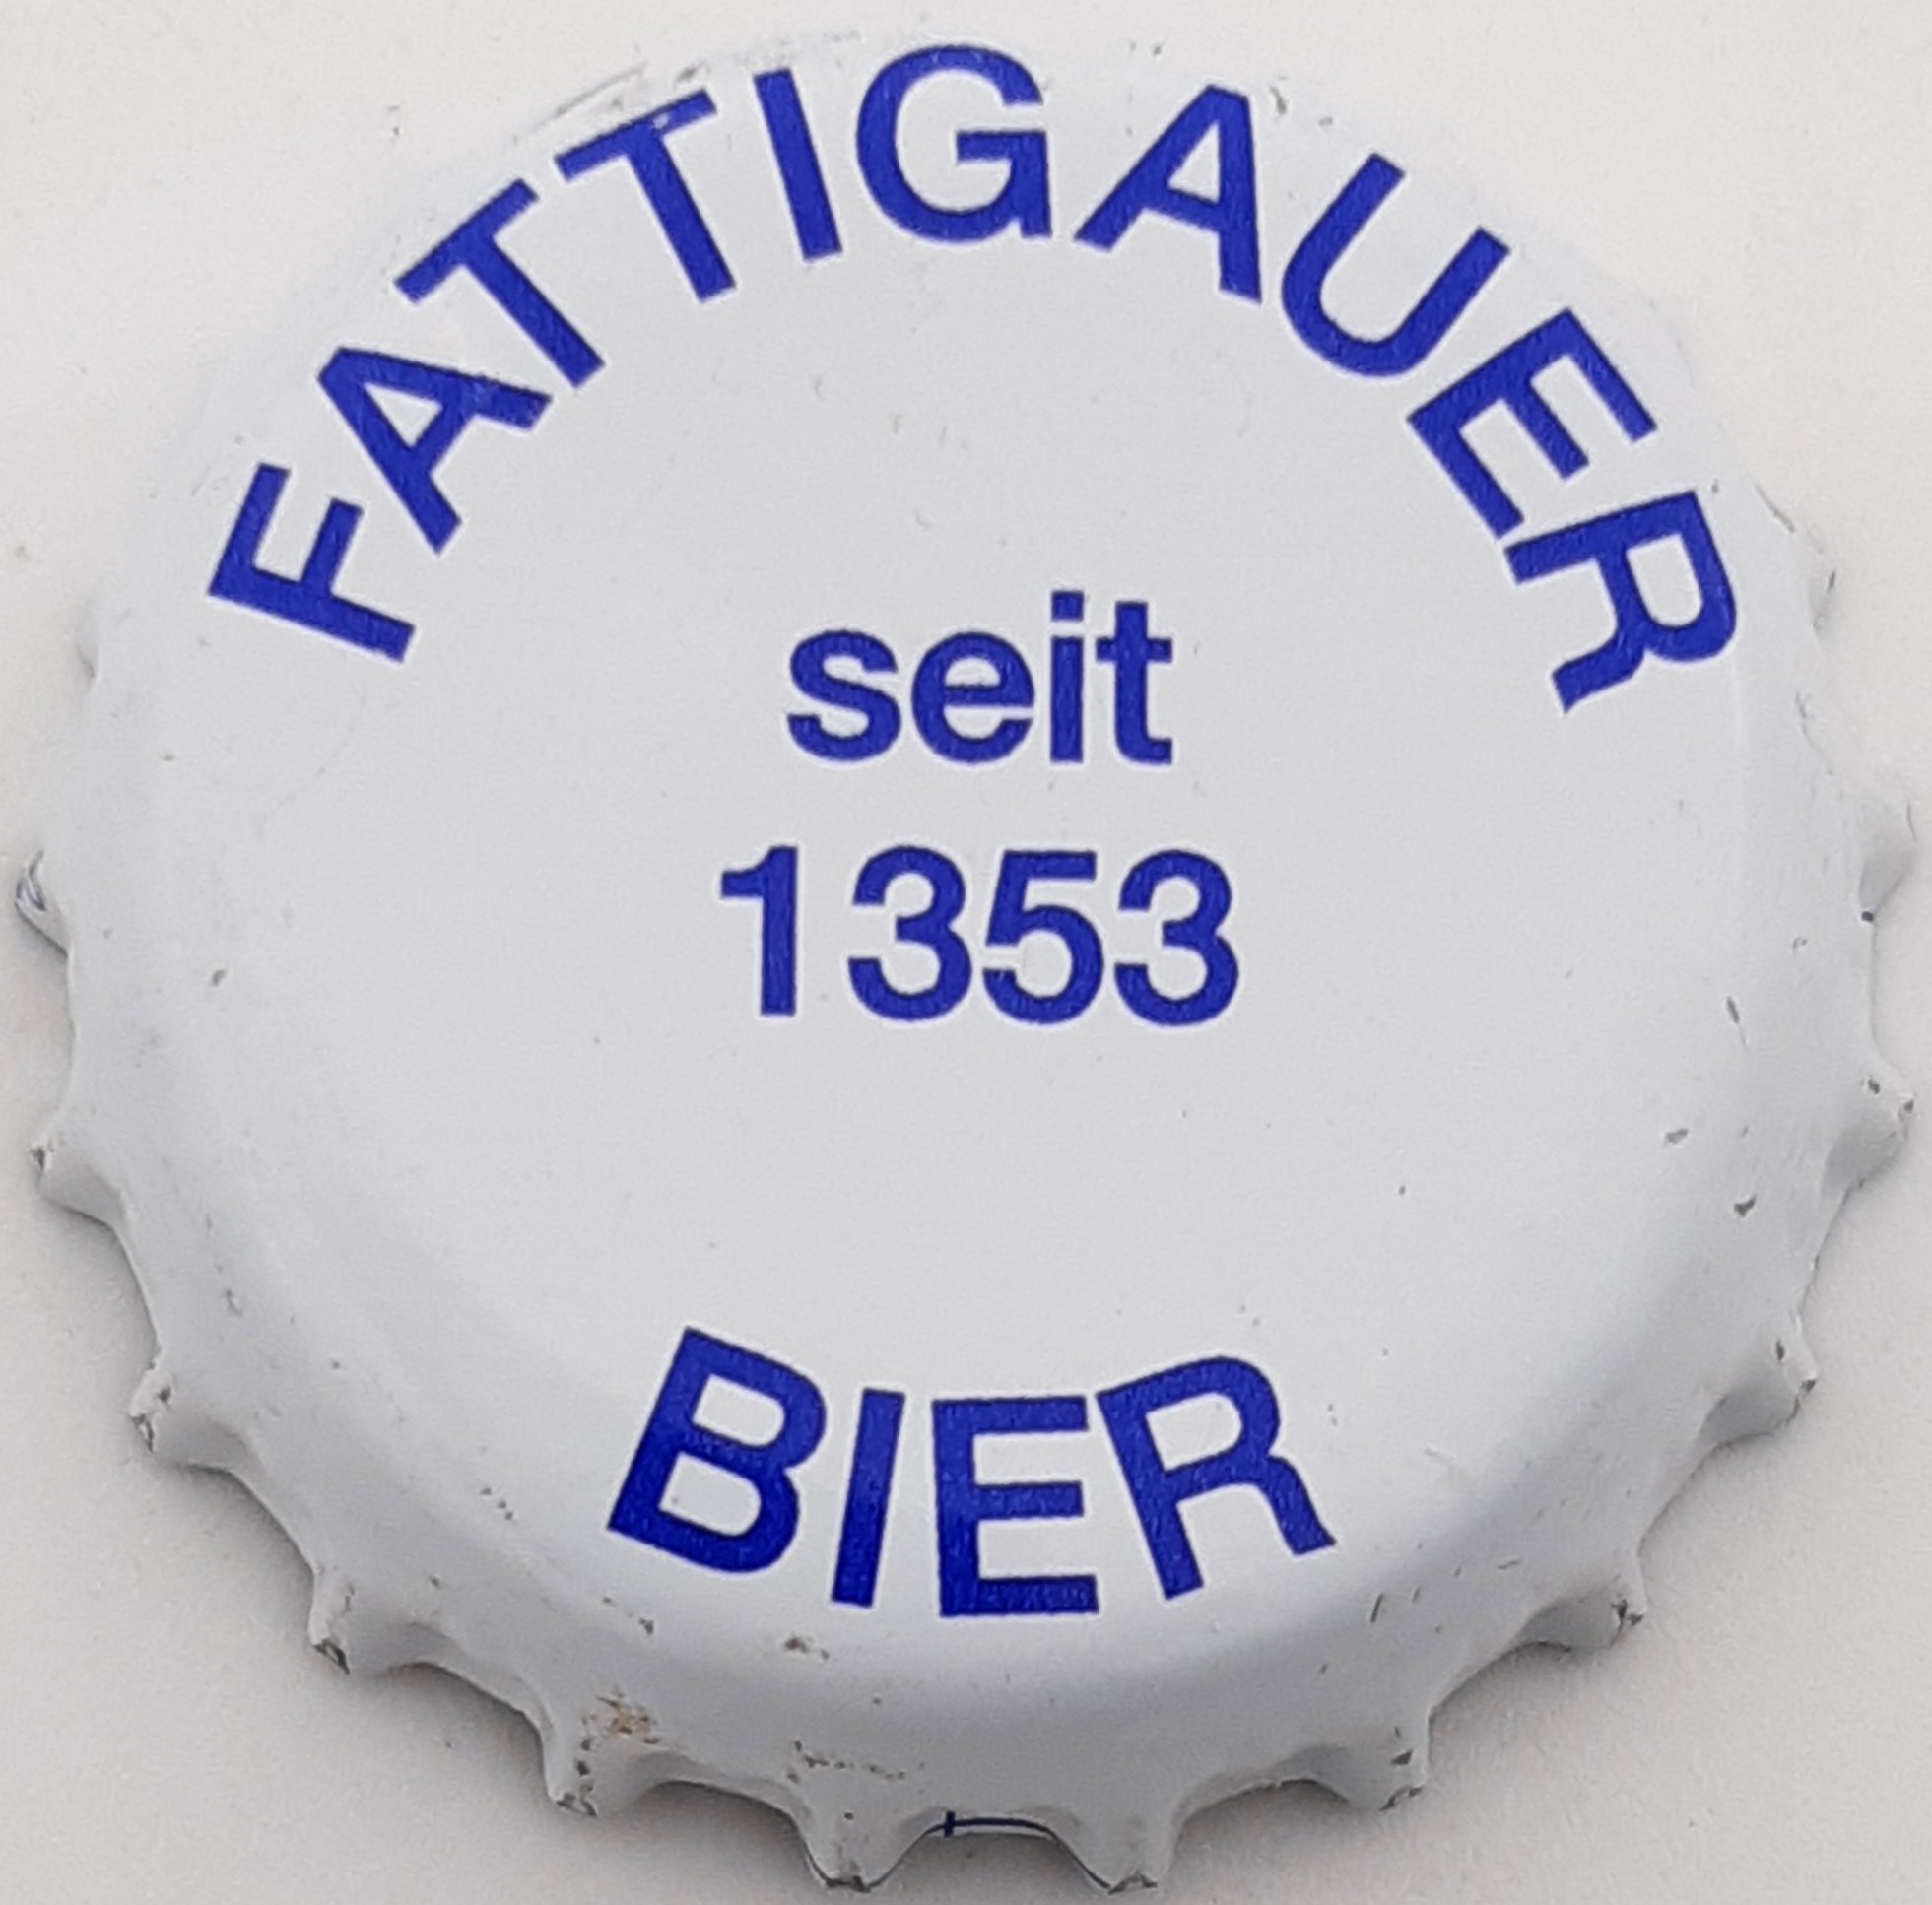 FATTIGAUER
seit
1353
BIER